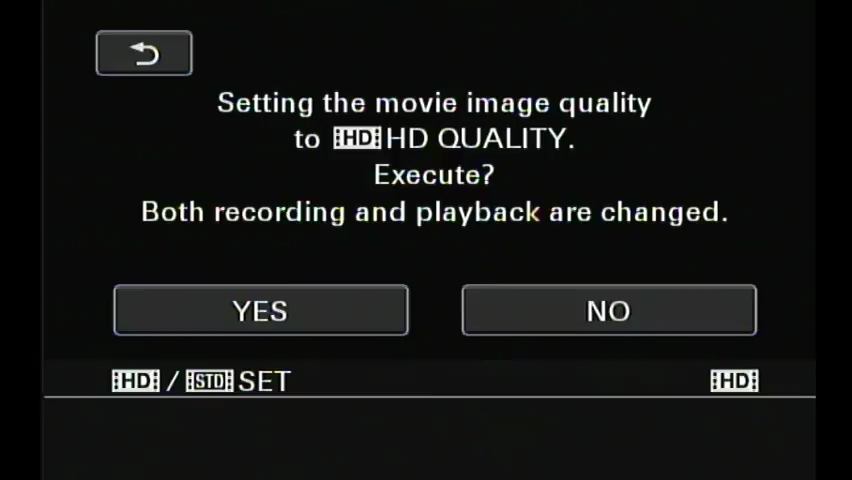 Setting the movie image quality
to HD HD QUALITY.
Execute?
Both recording and playback are changed.
YES
NO
HD / STD SET
HD